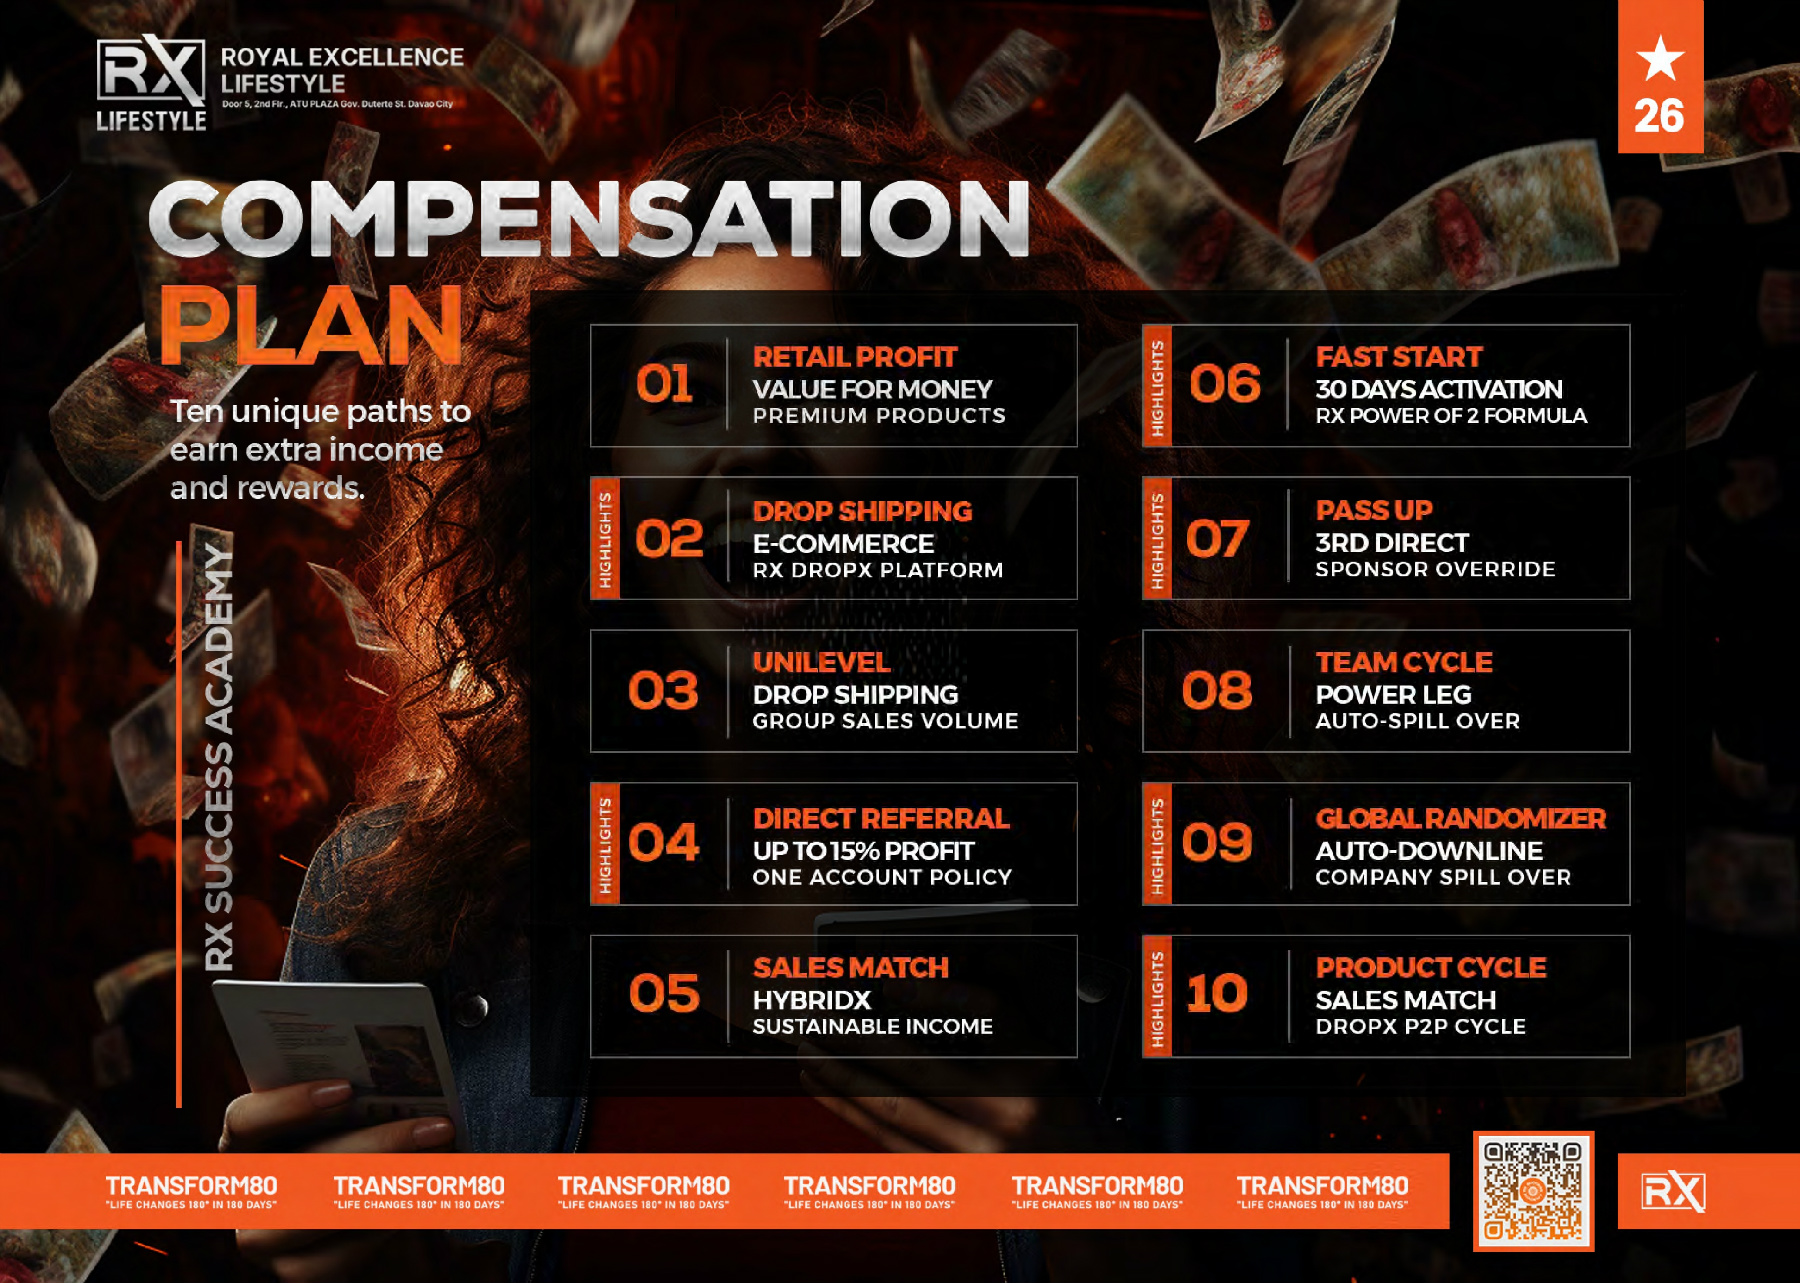 RX
LIFESTYLE
ROYAL EXCELLENCE
LIFESTYLE
Door 5, 2nd Flr., ATU PLAZA Gov. Duterte St. Davao City
26
COMPENSATION
PLAN
Ten unique paths to
earn extra income
and rewards.
RX SUCCESS ACADEMY
01
RETAIL PROFIT
VALUE FOR MONEY
PREMIUM PRODUCTS
HIGHLIGHTS
02
DROP SHIPPING
E-COMMERCE
RX DROPX PLATFORM
03
UNILEVEL
DROP SHIPPING
GROUP SALES VOLUME
HIGHLIGHTS
04
DIRECT REFERRAL
UP TO 15% PROFIT
ONE ACCOUNT POLICY
05
SALES MATCH
HYBRIDX
SUSTAINABLE INCOME
HIGHLIGHTS
06
FAST START
30 DAYS ACTIVATION
RX POWER OF 2 FORMULA
HIGHLIGHTS
07
PASS UP
3RD DIRECT
SPONSOR OVERRIDE
08
TEAM CYCLE
POWER LEG
AUTO-SPILL OVER
HIGHLIGHTS
09
GLOBAL RANDOMIZER
AUTO-DOWNLINE
COMPANY SPILL OVER
HIGHLIGHTS
10
PRODUCT CYCLE
SALES MATCH
DROPX P2P CYCLE
TRANSFORM80
"LIFE CHANGES 180° IN 180 DAYS"
TRANSFORM80
"LIFE CHANGES 180° IN 180 DAYS"
TRANSFORM80
"LIFE CHANGES 180° IN 180 DAYS"
TRANSFORM80
"LIFE CHANGES 180° IN 180 DAYS"
TRANSFORM80
"LIFE CHANGES 180° IN 180 DAYS"
TRANSFORM80
"LIFE CHANGES 180° IN 180 DAYS"
RX